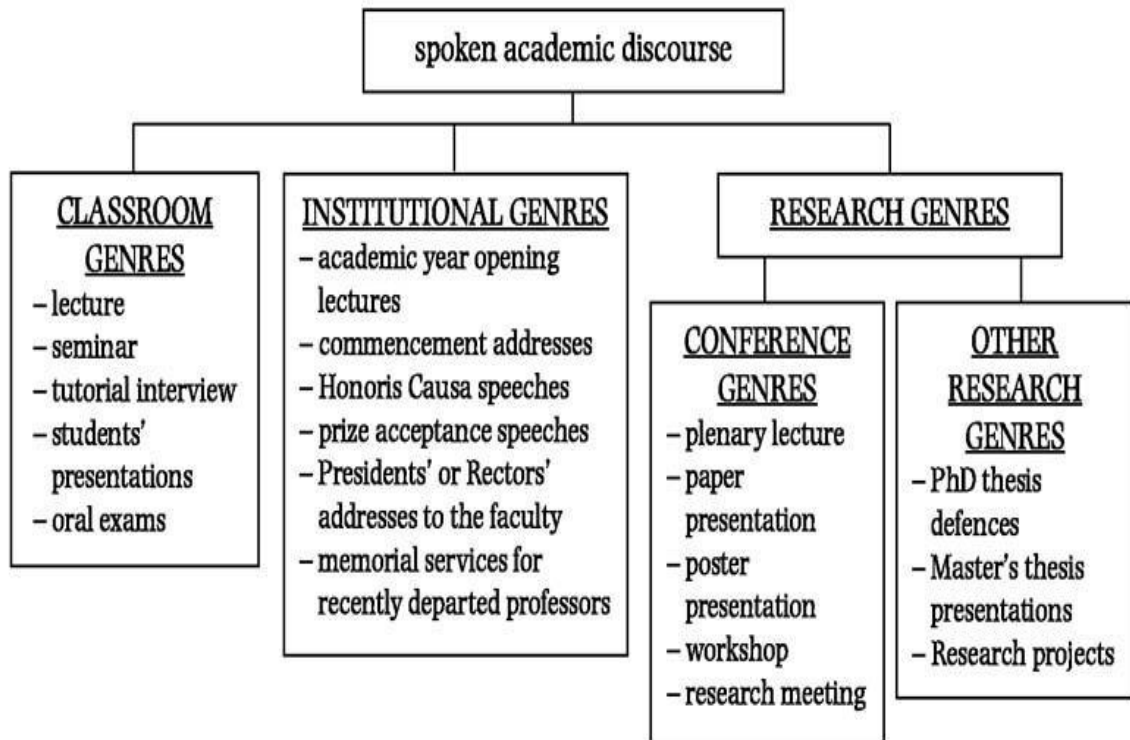 spoken academic discourse
CLASSROOM
GENRES
– lecture
– seminar
– tutorial interview
– students’
presentations
– oral exams
INSTITUTIONAL GENRES
– academic year opening
lectures
– commencement addresses
– Honoris Causa speeches
– prize acceptance speeches
– Presidents’ or Rectors’
addresses to the faculty
– memorial services for
recently departed professors
RESEARCH GENRES
CONFERENCE
GENRES
– plenary lecture
– paper
presentation
– poster
presentation
– workshop
– research meeting
OTHER
RESEARCH
GENRES
– PhD thesis
defences
– Master’s thesis
presentations
– Research projects